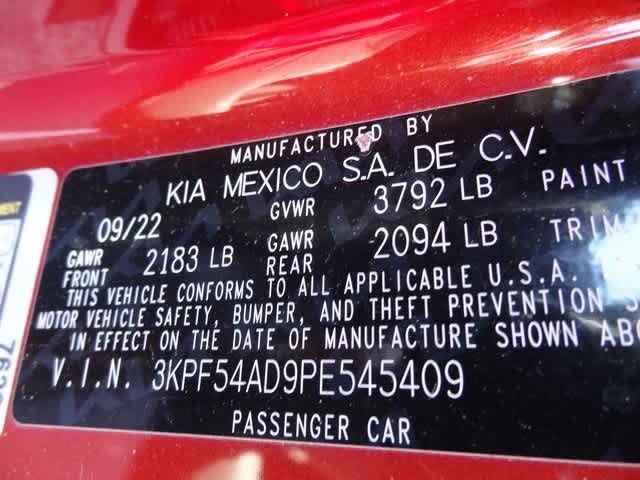 MANUFACTURED BY
KIA MEXICO S.A. DE C.V.
09/22 GVWR 3792 LB PAINT
GAWR FRONT 2183 LB GAWR REAR 2094 LB TRIM
THIS VEHICLE CONFORMS TO ALL APPLICABLE U.S.A.
MOTOR VEHICLE SAFETY, BUMPER, AND THEFT PREVENTION S
IN EFFECT ON THE DATE OF MANUFACTURE SHOWN ABO
V.I.N. 3KPF54AD9PE545409
PASSENGER CAR